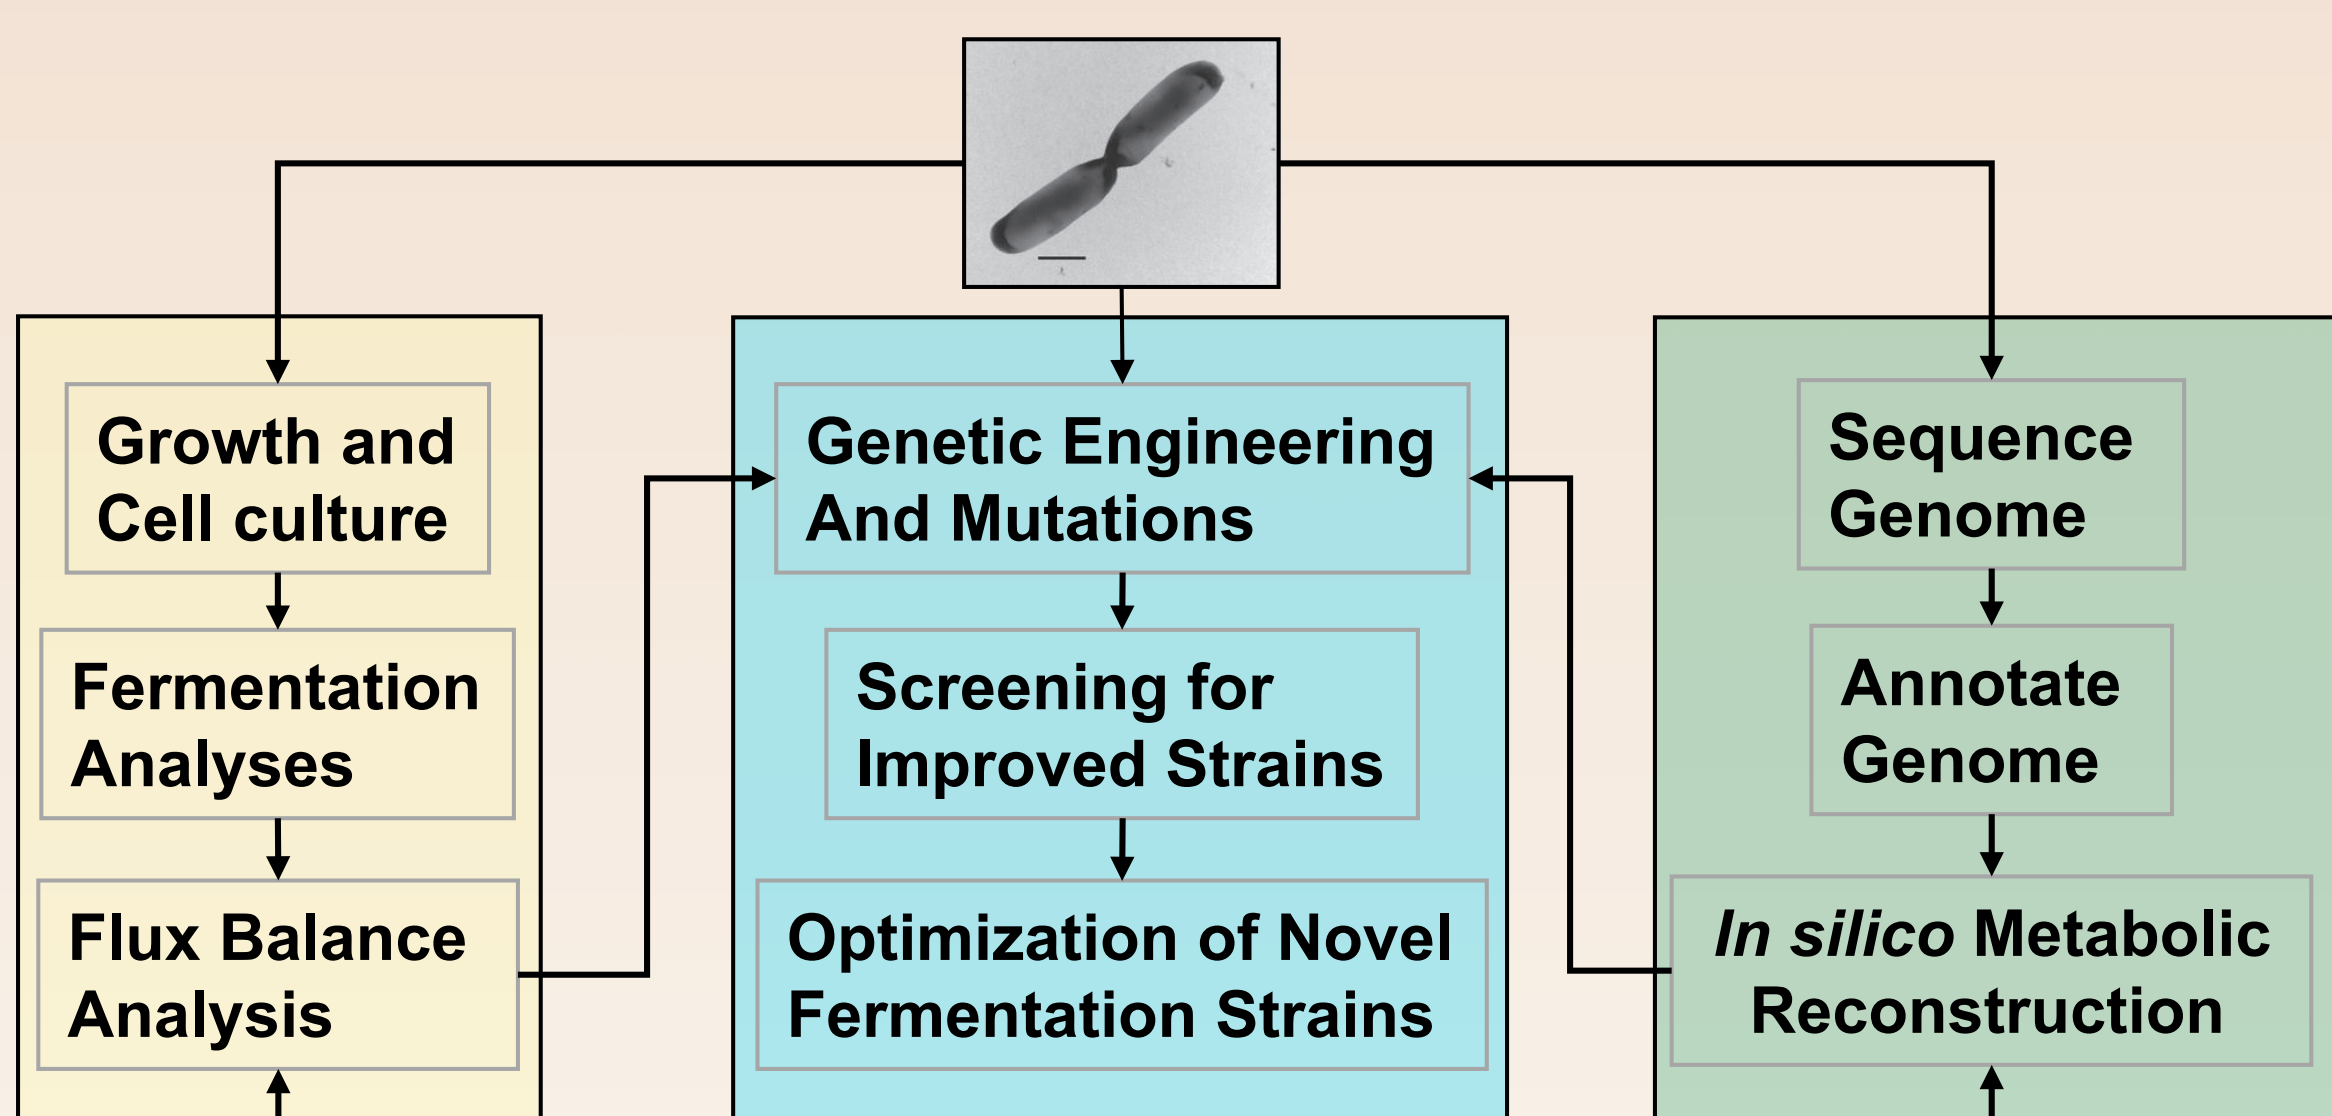 Growth and
Cell culture
Fermentation
Analyses
Flux Balance
Analysis
Genetic Engineering
And Mutations
Screening for
Improved Strains
Optimization of Novel
Fermentation Strains
Sequence
Genome
Annotate
Genome
In silico Metabolic
Reconstruction